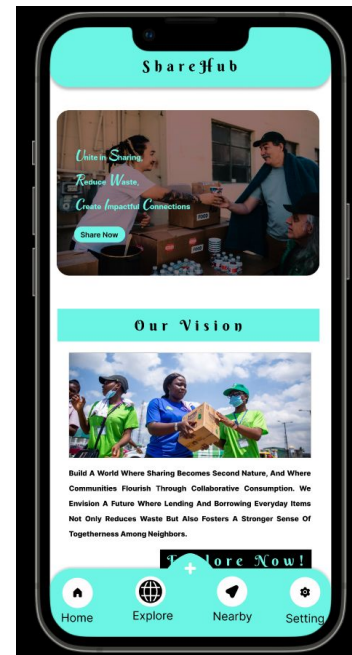 ShareHub
Unite in Sharing,
Reduce Waste,
Create Impactful Connections
Share Now
Our Vision
Build A World Where Sharing Becomes Second Nature, And Where
Communities Flourish Through Collaborative Consumption. We
Envision A Future Where Lending And Borrowing Everyday Items
Not Only Reduces Waste But Also Fosters A Stronger Sense Of
Togetherness Among Neighbors.
Now!
+
Home Explore Nearby Setting